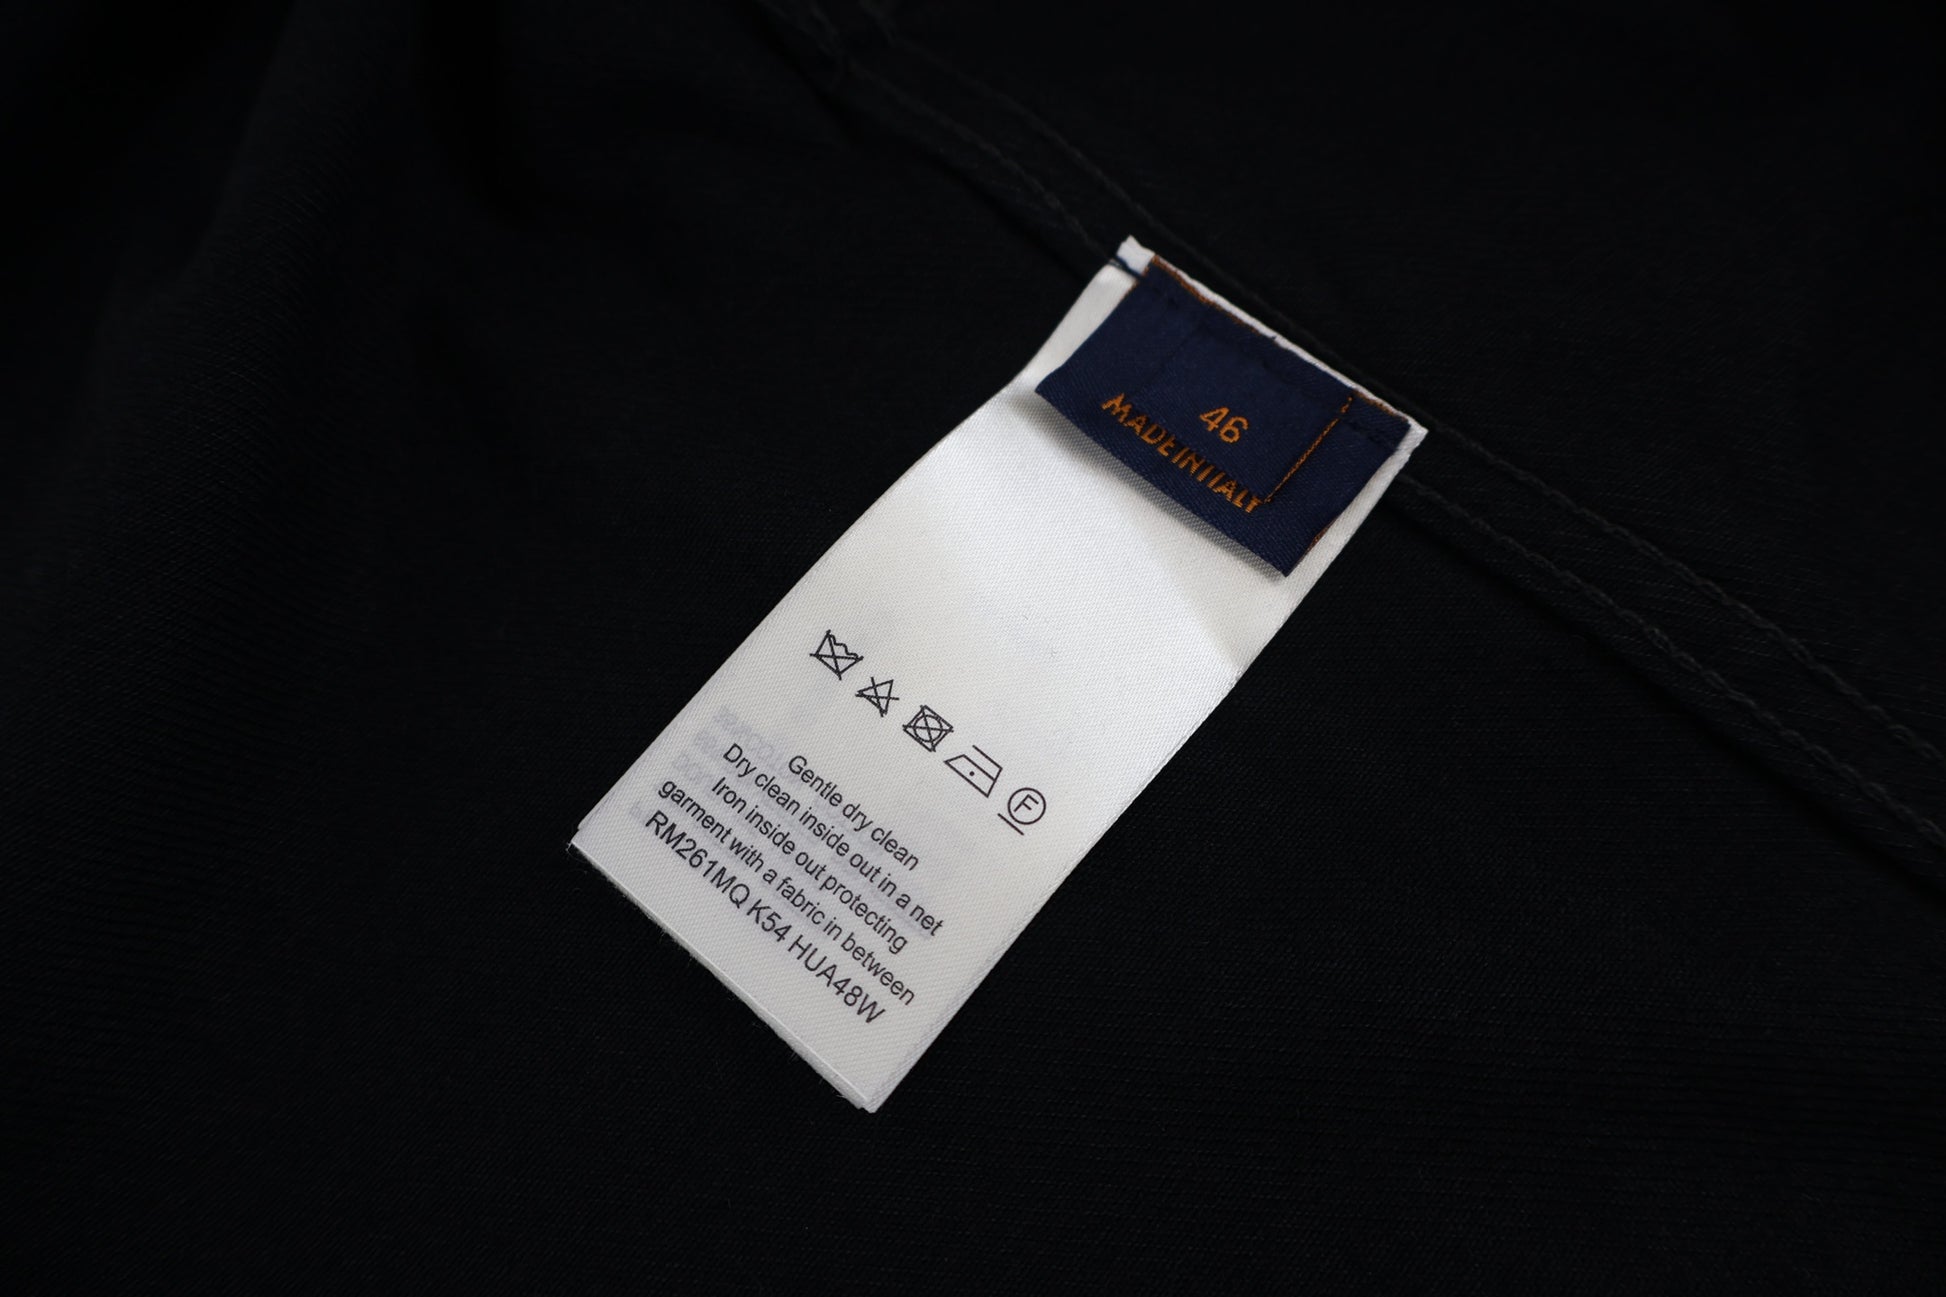 46
MADE IN ITALY
F
Gentle dry clean
Dry clean inside out in a net
Iron inside out protecting
garment with a fabric in between
RM261MQ K54 HUA48W